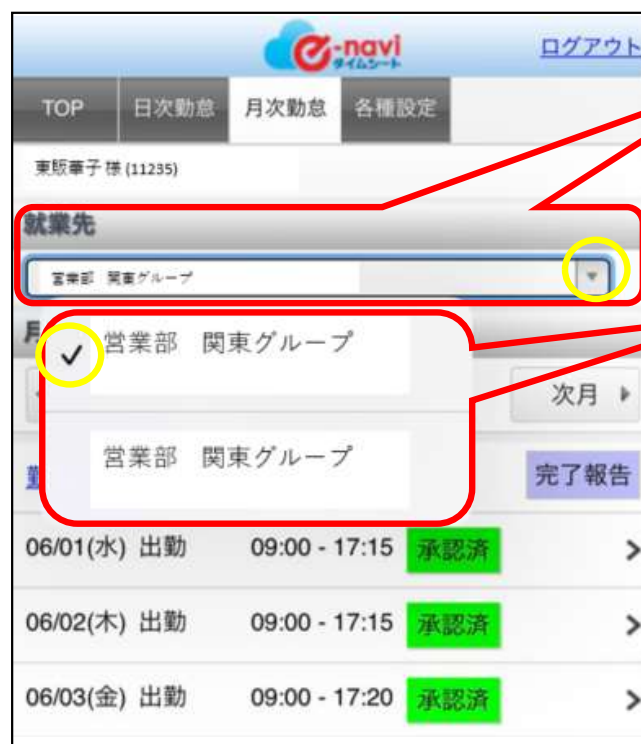 e-navi
タイムシート
ログアウト
TOP 日次勤怠 月次勤怠 各種設定
東販華子 様 (11235)
就業先
営業部 関東グループ
月
営業部 関東グループ
次月
営業部 関東グループ
勤
完了報告
06/01(水) 出勤 09:00 - 17:15 承認済
06/02(木) 出勤 09:00 - 17:15 承認済
06/03(金) 出勤 09:00 - 17:20 承認済